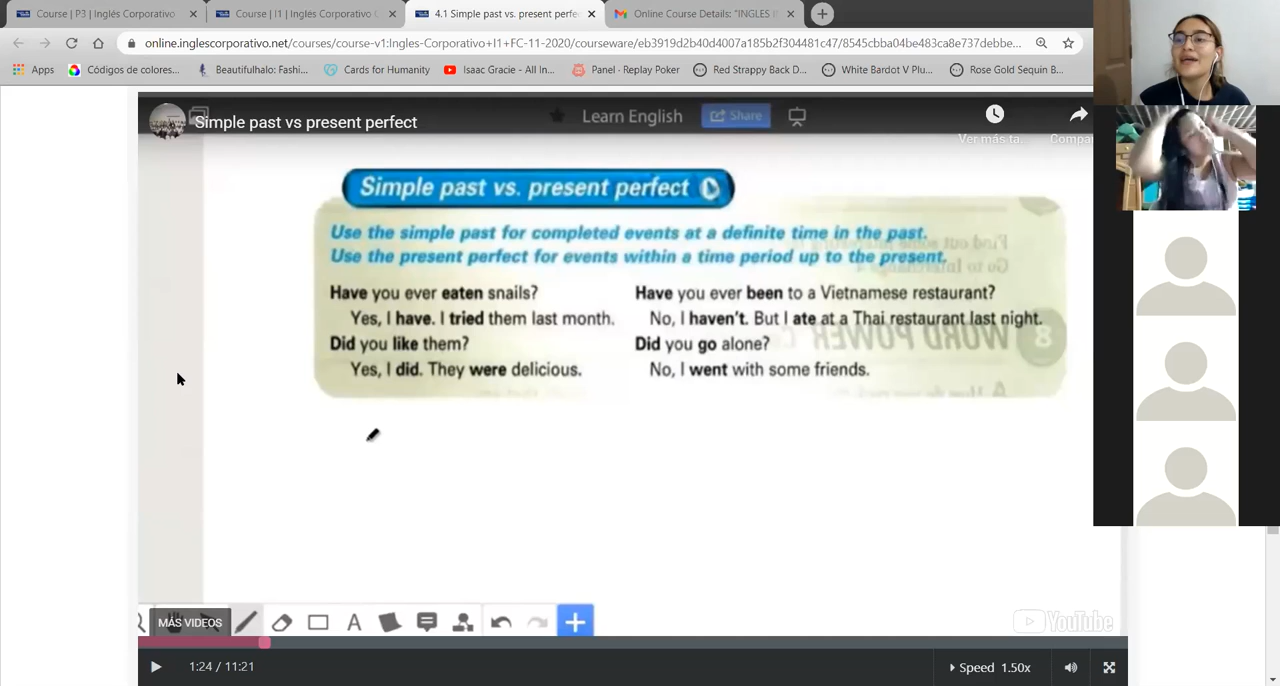 Course | P3 | Inglés Corporativo
Course | I1 | Inglés Corporativo
4.1 Simple past vs. present perfe
Online Course Details: "INGLES I
online.inglescorporativo.net/courses/course-v1:Ingles-Corporativo+I1+FC-11-2020/courseware/eb3919d2b40d4007a185b2f304481c47/8545cbba04be483ca8e737debbe...
Apps
Códigos de colores...
Beautifulhalo: Fashi...
Cards for Humanity
Isaac Gracie - All In...
Panel · Replay Poker
Red Strappy Back D...
White Bardot V Plu...
Rose Gold Sequin B...
Simple past vs present perfect
Learn English
Share
Ver más ta.
Compa
Simple past vs. present perfect
Use the simple past for completed events at a definite time in the past.
Use the present perfect for events within a time period up to the present.
Have you ever eaten snails?
Yes, I have. I tried them last month.
Did you like them?
Yes, I did. They were delicious.
Have you ever been to a Vietnamese restaurant?
No, I haven't. But I ate at a Thai restaurant last night.
Did you go alone?
No, I went with some friends.
WORD POWER
8
MÁS VIDEOS
YouTube
1:24 / 11:21
Speed 1.50x